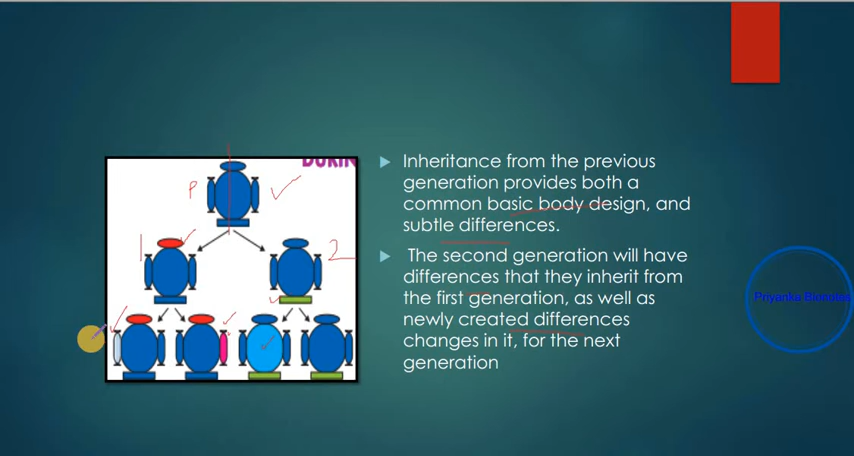 DURIN
P
1
2
Inheritance from the previous
generation provides both a
common basic body design, and
subtle differences.
The second generation will have
differences that they inherit from
the first generation, as well as
newly created differences
changes in it, for the next
generation